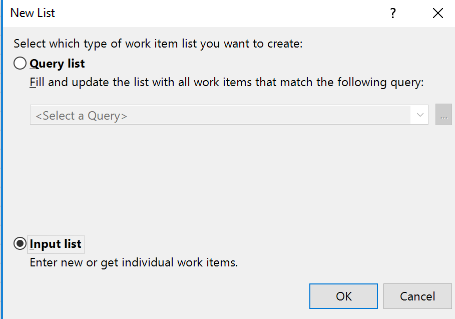 New List
?
Select which type of work item list you want to create:
Query list
Fill and update the list with all work items that match the following query:
<Select a Query>
...
Input list
Enter new or get individual work items.
OK
Cancel